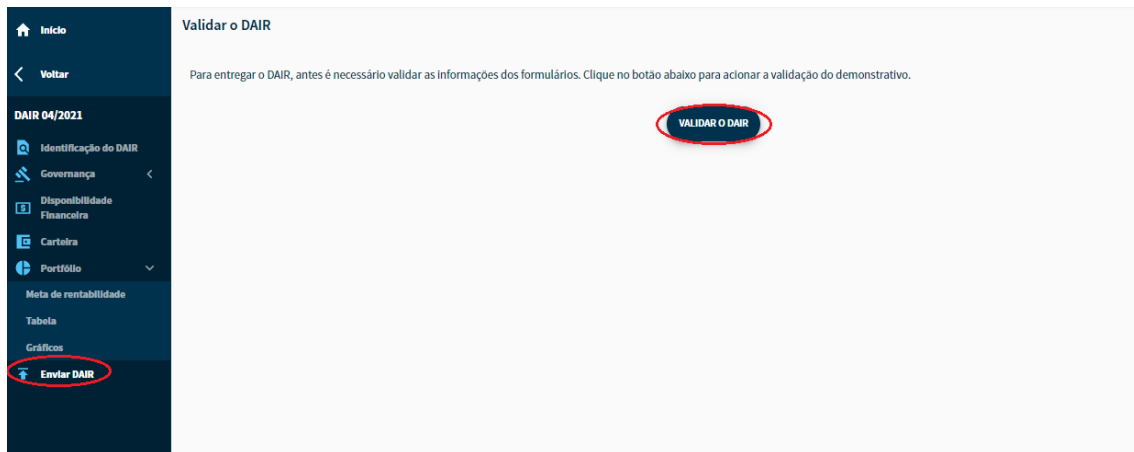 Início
Voltar
DAIR 04/2021
Identificação do DAIR
Governança
Disponibilidade
Financeira
Carteira
Portfólio
Meta de rentabilidade
Tabela
Gráficos
Enviar DAIR
Validar o DAIR
Para entregar o DAIR, antes é necessário validar as informações dos formulários. Clique no botão abaixo para acionar a validação do demonstrativo.
VALIDAR O DAIR